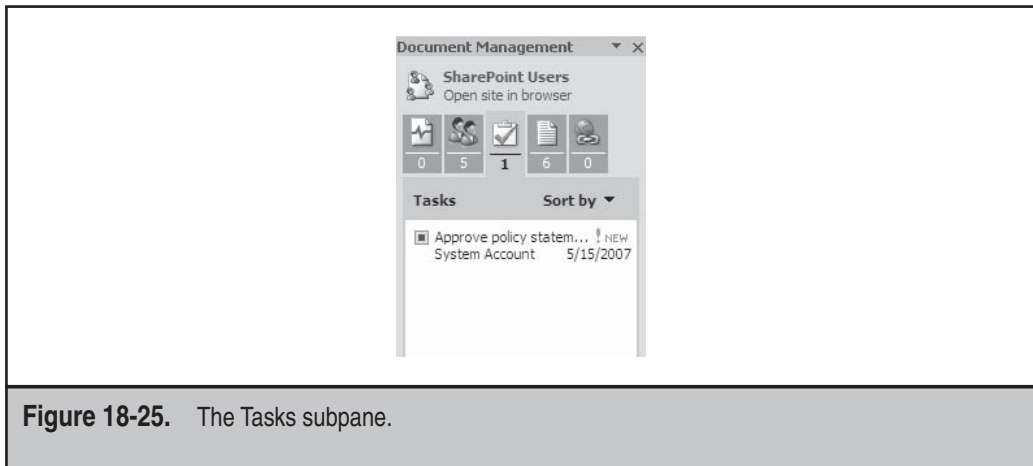 Document Management
SharePoint Users
Open site in browser
0 5 1 6 0
Tasks Sort by
Approve policy statem... ! NEW
System Account 5/15/2007
Figure 18-25. The Tasks subpane.